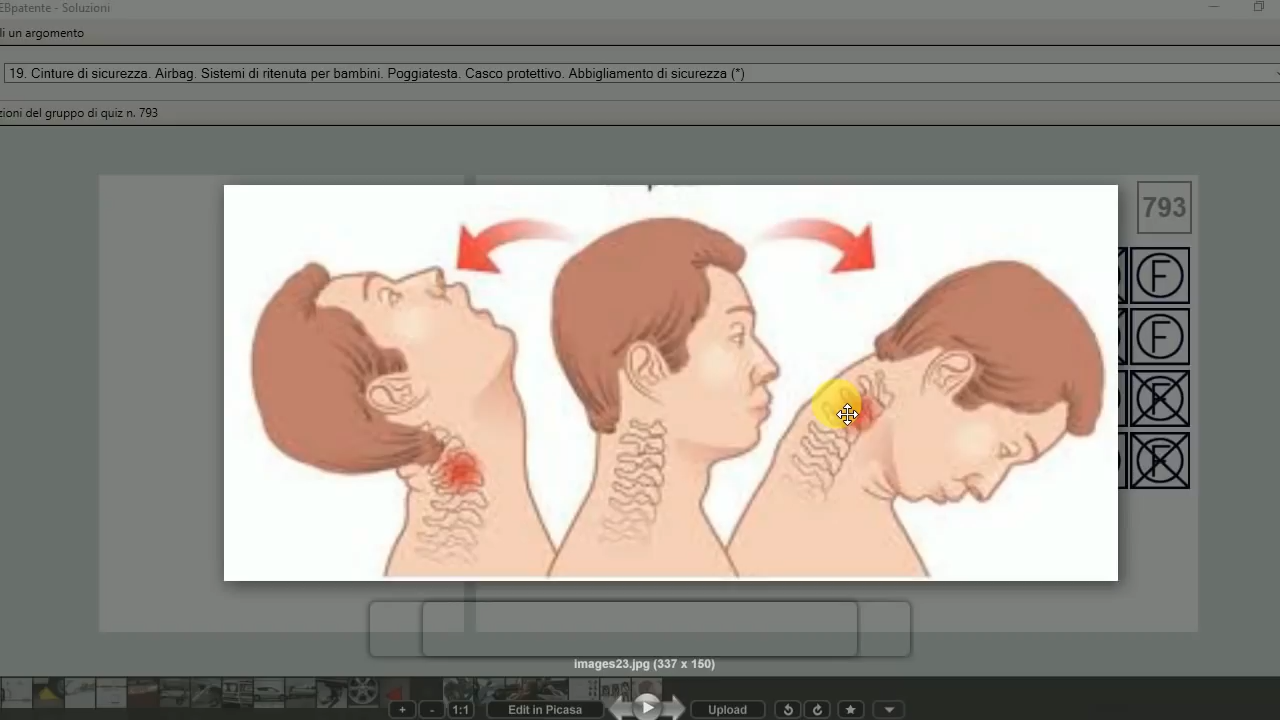 EBpatente - Soluzioni
li un argomento
19. Cinture di sicurezza. Airbag. Sistemi di ritenuta per bambini. Poggiatesta. Casco protettivo. Abbigliamento di sicurezza (*)
zioni del gruppo di quiz n. 793
793
F
F
F
F
images23.jpg (337 x 150)
+ - 1:1 Edit in Picasa Upload